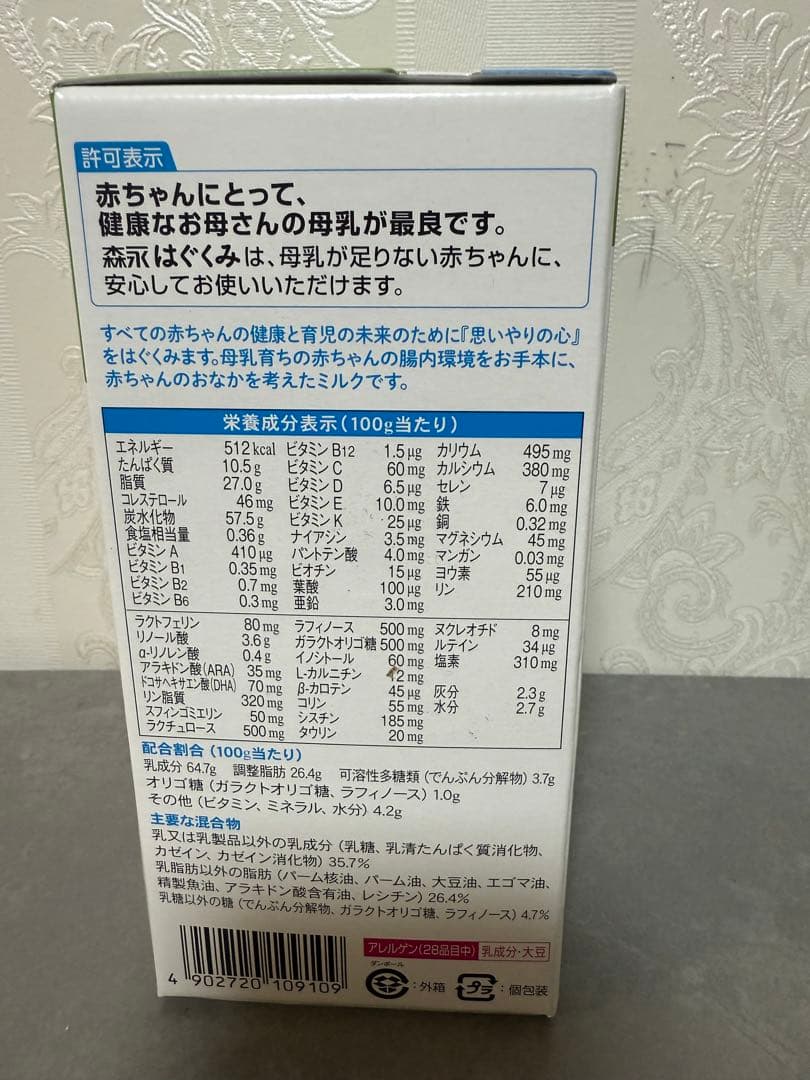 許可表示
赤ちゃんにとって、
健康なお母さんの母乳が最良です。
森永はぐくみは、母乳が足りない赤ちゃんに、
安心してお使いいただけます。
すべての赤ちゃんの健康と育児の未来のために『思いやりの心』
をはぐくみます。母乳育ちの赤ちゃんの腸内環境をお手本に、
赤ちゃんのおなかを考えたミルクです。
栄養成分表示(100g当たり)
エネルギー 512kcal ビタミンB12 1.5μg カリウム 495mg
たんぱく質 10.5g ビタミンC 60mg カルシウム 380mg
脂質 27.0g ビタミンD 6.5μg セレン 7μg
コレステロール 46mg ビタミンE 10.0mg 鉄 6.0mg
炭水化物 57.5g ビタミンK 25μg 銅 0.32mg
食塩相当量 0.36g ナイアシン 3.5mg マグネシウム 45mg
ビタミンA 410μg パントテン酸 4.0mg マンガン 0.03mg
ビタミンB1 0.35mg ビオチン 15μg ヨウ素 55μg
ビタミンB2 0.7mg 葉酸 100μg リン 210mg
ビタミンB6 0.3mg 亜鉛 3.0mg
ラクトフェリン 80mg ラフィノース 500mg ヌクレオチド 8mg
リノール酸 3.6g ガラクトオリゴ糖 500mg ルテイン 34μg
α-リノレン酸 0.4g イノシトール 60mg 塩素 310mg
アラキドン酸(ARA) 35mg L-カルニチン 12mg
ドコサヘキサエン酸(DHA) 70mg β-カロテン 45μg 灰分 2.3g
リン脂質 320mg コリン 55mg 水分 2.7g
スフィンゴミエリン 50mg シスチン 185mg
ラクチュロース 500mg タウリン 20mg
配合割合(100g当たり)
乳成分 64.7g 調整脂肪 26.4g 可溶性多糖類(でんぷん分解物) 3.7g
オリゴ糖(ガラクトオリゴ糖、ラフィノース) 1.0g
その他(ビタミン、ミネラル、水分) 4.2g
主要な混合物
乳又は乳製品以外の乳成分(乳糖、乳清たんぱく質消化物、
カゼイン、カゼイン消化物) 35.7%
乳脂肪以外の脂肪(パーム核油、パーム油、大豆油、エゴマ油、
精製魚油、アラキドン酸含有油、レシチン) 26.4%
乳糖以外の糖(でんぷん分解物、ガラクトオリゴ糖、ラフィノース) 4.7%
アレルゲン(28品目中) 乳成分・大豆
ダンボール
:外箱 プラ :個包装
4 902720 109109